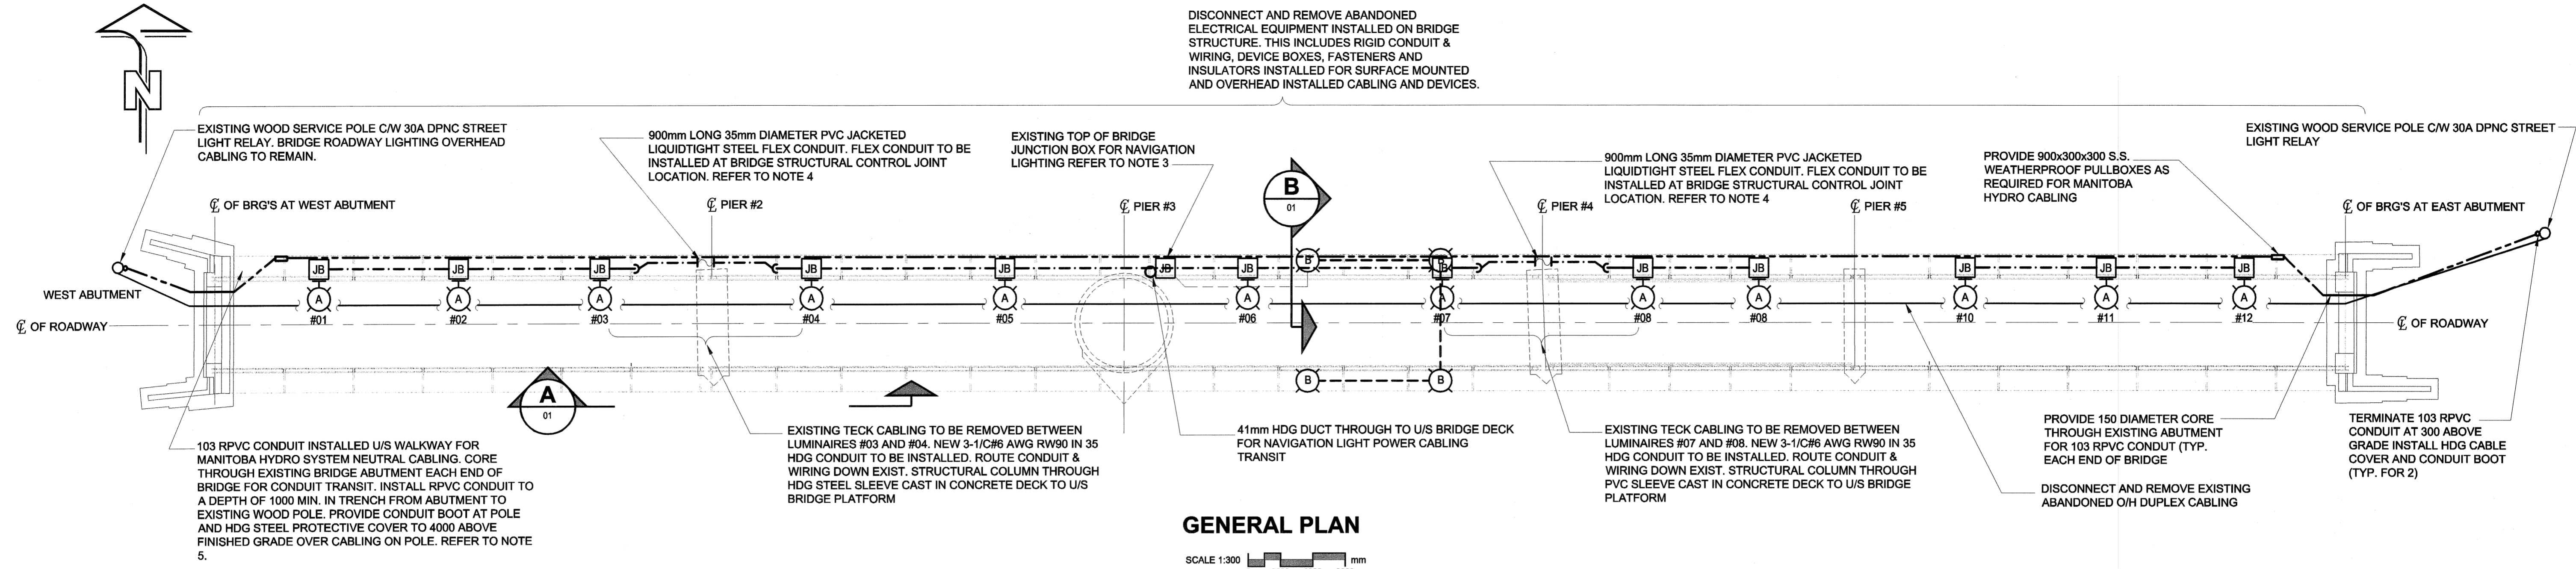 DISCONNECT AND REMOVE ABANDONED
ELECTRICAL EQUIPMENT INSTALLED ON BRIDGE
STRUCTURE. THIS INCLUDES RIGID CONDUIT &
WIRING, DEVICE BOXES, FASTENERS AND
INSULATORS INSTALLED FOR SURFACE MOUNTED
AND OVERHEAD INSTALLED CABLING AND DEVICES.
N
EXISTING WOOD SERVICE POLE C/W 30A DPNC STREET
LIGHT RELAY. BRIDGE ROADWAY LIGHTING OVERHEAD
CABLING TO REMAIN.
900mm LONG 35mm DIAMETER PVC JACKETED
LIQUIDTIGHT STEEL FLEX CONDUIT. FLEX CONDUIT TO BE
INSTALLED AT BRIDGE STRUCTURAL CONTROL JOINT
LOCATION. REFER TO NOTE 4
EXISTING TOP OF BRIDGE
JUNCTION BOX FOR NAVIGATION
LIGHTING REFER TO NOTE 3
B
01
900mm LONG 35mm DIAMETER PVC JACKETED
LIQUIDTIGHT STEEL FLEX CONDUIT. FLEX CONDUIT TO BE
INSTALLED AT BRIDGE STRUCTURAL CONTROL JOINT
LOCATION. REFER TO NOTE 4
PROVIDE 900x300x300 S.S.
WEATHERPROOF PULLBOXES AS
REQUIRED FOR MANITOBA
HYDRO CABLING
EXISTING WOOD SERVICE POLE C/W 30A DPNC STREET
LIGHT RELAY
℄ OF BRG'S AT WEST ABUTMENT
℄ PIER #2
℄ PIER #3
℄ PIER #4
℄ PIER #5
℄ OF BRG'S AT EAST ABUTMENT
JB JB JB JB JB JB JB B B JB JB JB JB JB JB
WEST ABUTMENT
A A A A A A A A A A A A
#01 #02 #03 #04 #05 #06 #07 #08 #08 #10 #11 #12
℄ OF ROADWAY
℄ OF ROADWAY
B B
A
01
103 RPVC CONDUIT INSTALLED U/S WALKWAY FOR
MANITOBA HYDRO SYSTEM NEUTRAL CABLING. CORE
THROUGH EXISTING BRIDGE ABUTMENT EACH END OF
BRIDGE FOR CONDUIT TRANSIT. INSTALL RPVC CONDUIT TO
A DEPTH OF 1000 MIN. IN TRENCH FROM ABUTMENT TO
EXISTING WOOD POLE. PROVIDE CONDUIT BOOT AT POLE
AND HDG STEEL PROTECTIVE COVER TO 4000 ABOVE
FINISHED GRADE OVER CABLING ON POLE. REFER TO NOTE
5.
EXISTING TECK CABLING TO BE REMOVED BETWEEN
LUMINAIRES #03 AND #04. NEW 3-1/C#6 AWG RW90 IN 35
HDG CONDUIT TO BE INSTALLED. ROUTE CONDUIT &
WIRING DOWN EXIST. STRUCTURAL COLUMN THROUGH
HDG STEEL SLEEVE CAST IN CONCRETE DECK TO U/S
BRIDGE PLATFORM
41mm HDG DUCT THROUGH TO U/S BRIDGE DECK
FOR NAVIGATION LIGHT POWER CABLING
TRANSIT
EXISTING TECK CABLING TO BE REMOVED BETWEEN
LUMINAIRES #07 AND #08. NEW 3-1/C#6 AWG RW90 IN 35
HDG CONDUIT TO BE INSTALLED. ROUTE CONDUIT &
WIRING DOWN EXIST. STRUCTURAL COLUMN THROUGH
PVC SLEEVE CAST IN CONCRETE DECK TO U/S BRIDGE
PLATFORM
PROVIDE 150 DIAMETER CORE
THROUGH EXISTING ABUTMENT
FOR 103 RPVC CONDUT (TYP.
EACH END OF BRIDGE
DISCONNECT AND REMOVE EXISTING
ABANDONED O/H DUPLEX CABLING
TERMINATE 103 RPVC
CONDUIT AT 300 ABOVE
GRADE INSTALL HDG CABLE
COVER AND CONDUIT BOOT
(TYP. FOR 2)
GENERAL PLAN
SCALE 1:300 mm